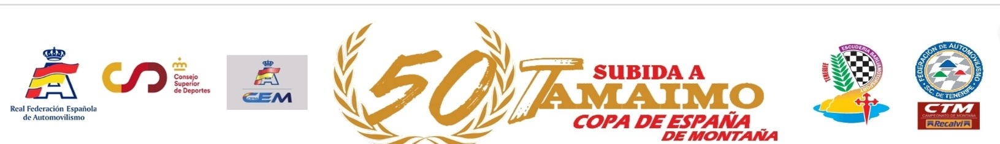 Real Federación Española
de Automovilismo
Consejo
Superior
de Deportes
CEM
50
SUBIDA A
TAMAIMO
COPA DE ESPAÑA
DE MONTAÑA
ESCUDERIA BARLIAMOTORSPORT
TENERIFE
FEDERACIÓN DE AUTOMOVILISMO
S/C. DE TENERIFE
CTM
CAMPEONATO DE MONTAÑA
Recalvi